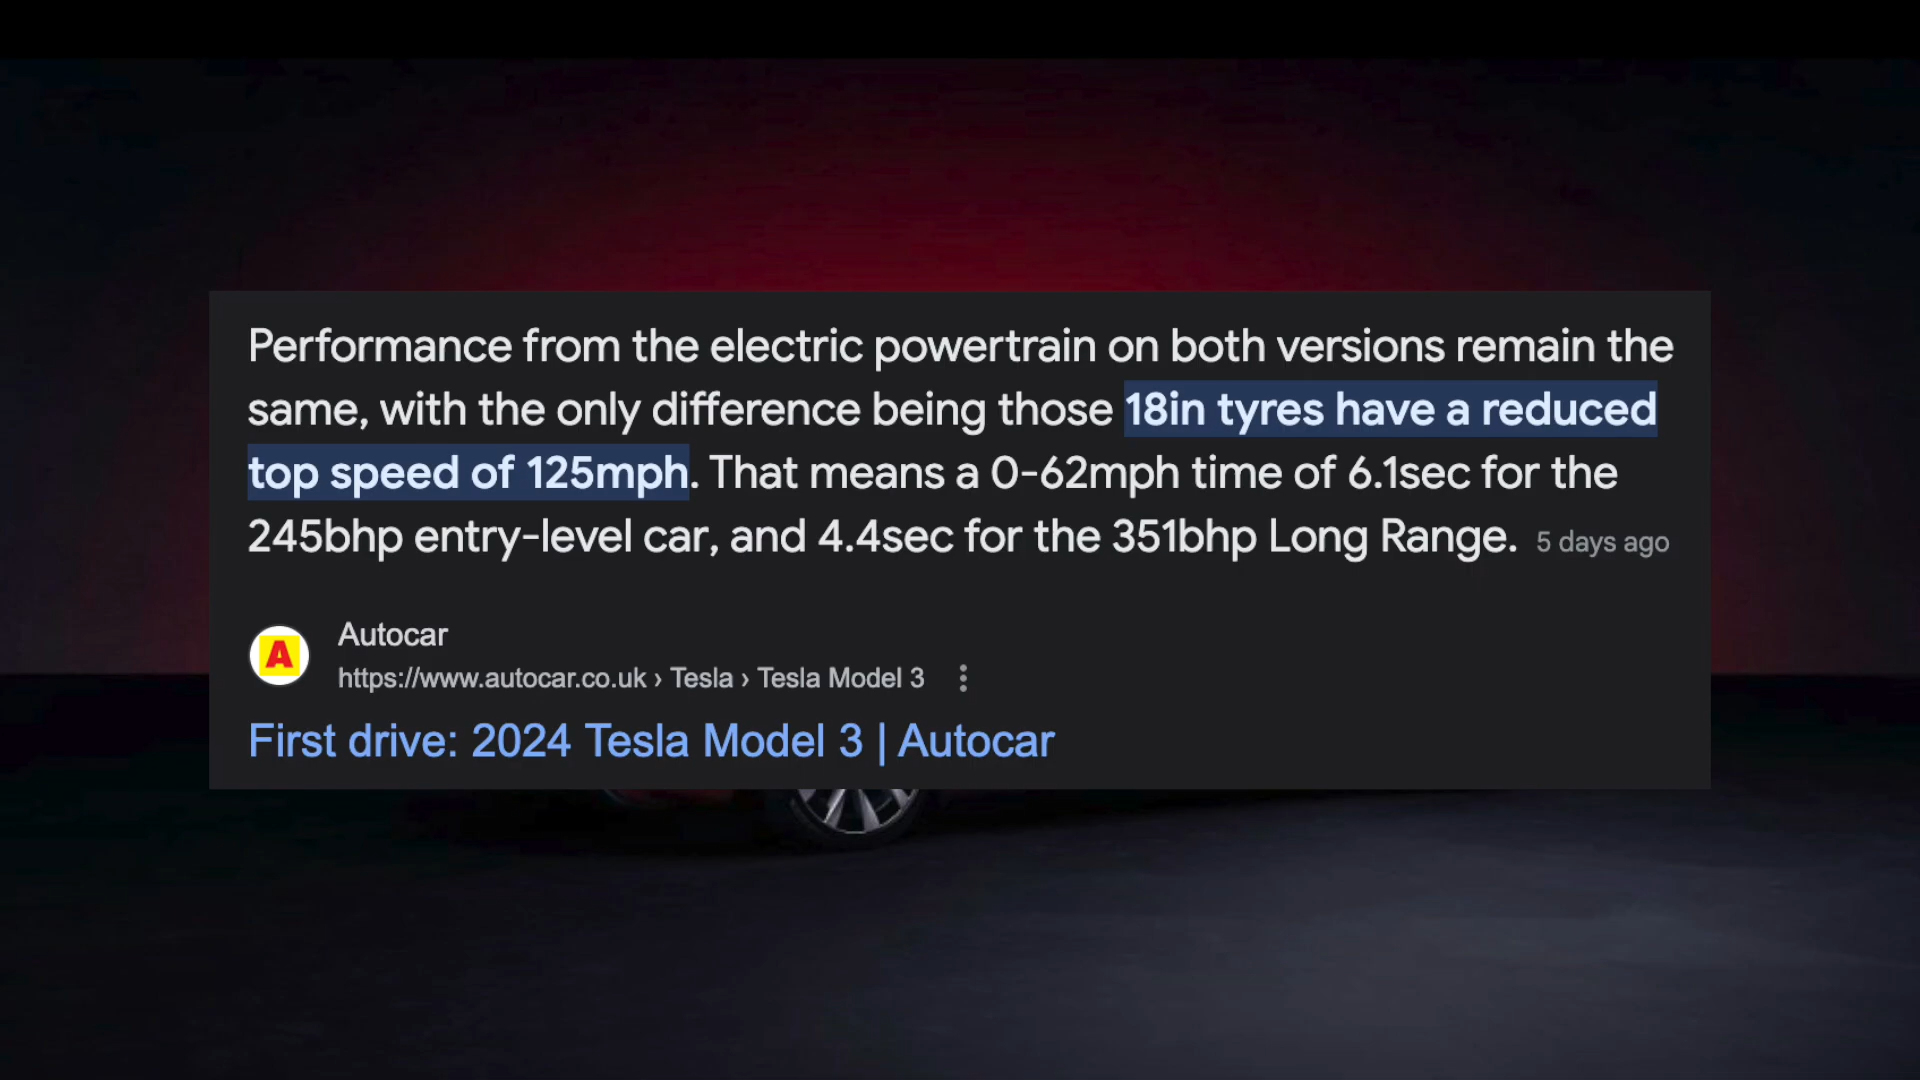 Performance from the electric powertrain on both versions remain the
same, with the only difference being those 18in tyres have a reduced
top speed of 125mph. That means a 0-62mph time of 6.1sec for the
245bhp entry-level car, and 4.4sec for the 351bhp Long Range. 5 days ago
A
Autocar
https://www.autocar.co.uk › Tesla › Tesla Model 3
First drive: 2024 Tesla Model 3 | Autocar